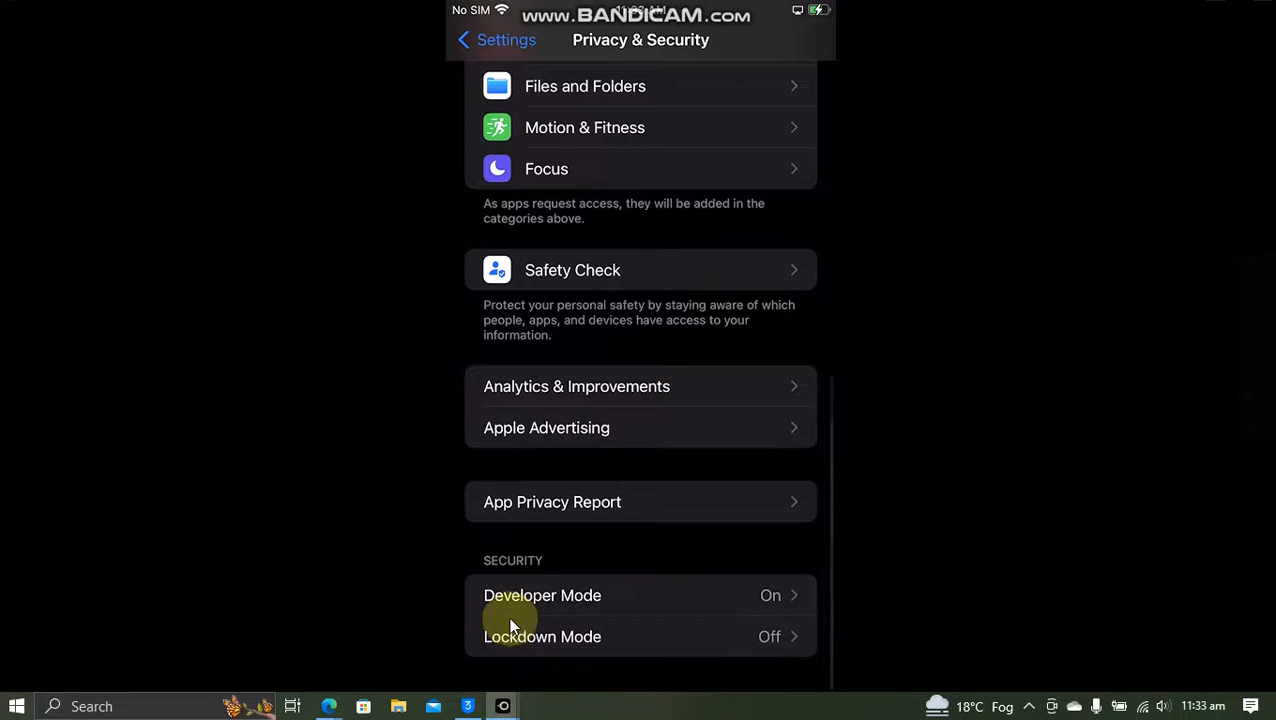 No SIM
www.BANDICAM.com
Settings
Privacy & Security
Files and Folders
Motion & Fitness
Focus
As apps request access, they will be added in the
categories above.
Safety Check
Protect your personal safety by staying aware of which
people, apps, and devices have access to your
information.
Analytics & Improvements
Apple Advertising
App Privacy Report
SECURITY
Developer Mode On
Lockdown Mode Off
Search
18°C Fog
11:33 am